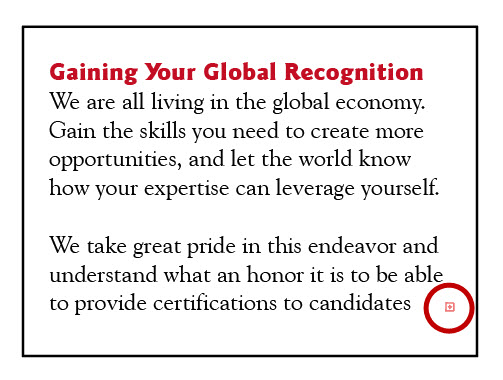 Gaining Your Global Recognition
We are all living in the global economy.
Gain the skills you need to create more
opportunities, and let the world know
how your expertise can leverage yourself.
We take great pride in this endeavor and
understand what an honor it is to be able
to provide certifications to candidates